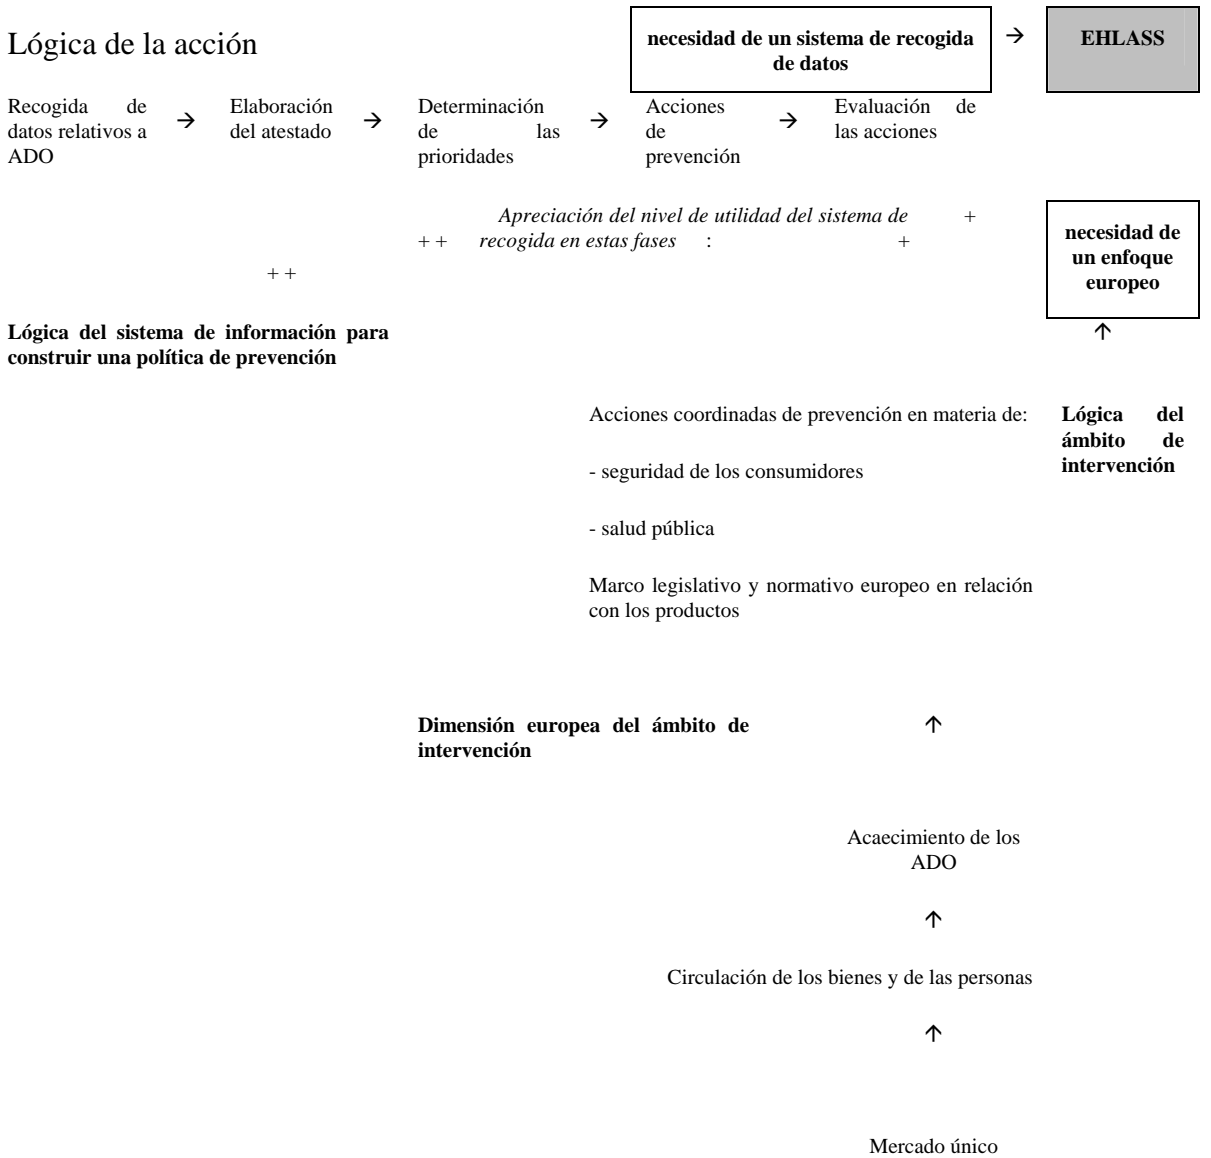 Lógica de la acción
necesidad de un sistema de recogida
de datos
→
EHLASS
Recogida de
datos relativos a
ADO
→
Elaboración
del atestado
→
Determinación
de las
prioridades
→
Acciones
de
prevención
→
Evaluación de
las acciones
Apreciación del nivel de utilidad del sistema de +
+ + recogida en estas fases : +
+ +
necesidad de
un enfoque
europeo
↑
Lógica del sistema de información para
construir una política de prevención
Acciones coordinadas de prevención en materia de:
Lógica del
ámbito de
intervención
- seguridad de los consumidores
- salud pública
Marco legislativo y normativo europeo en relación
con los productos
Dimensión europea del ámbito de
intervención
↑
Acaecimiento de los
ADO
↑
Circulación de los bienes y de las personas
↑
Mercado único